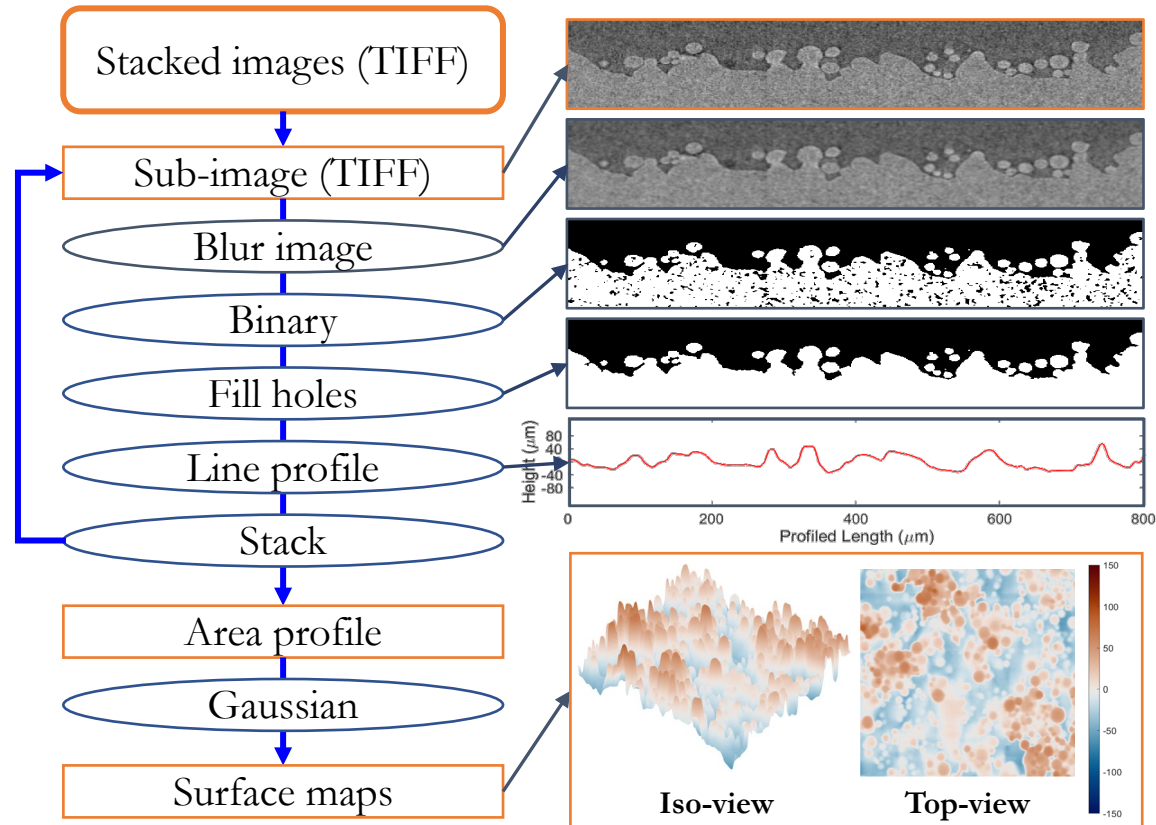 Stacked images (TIFF)
Sub-image (TIFF)
Blur image
Binary
Fill holes
Line profile
Stack
Area profile
Gaussian
Surface maps
Height (μm)
80
40
0
-40
-80
0
200
400
600
800
Profiled Length (μm)
Iso-view
Top-view
150
100
50
0
-50
-100
-150